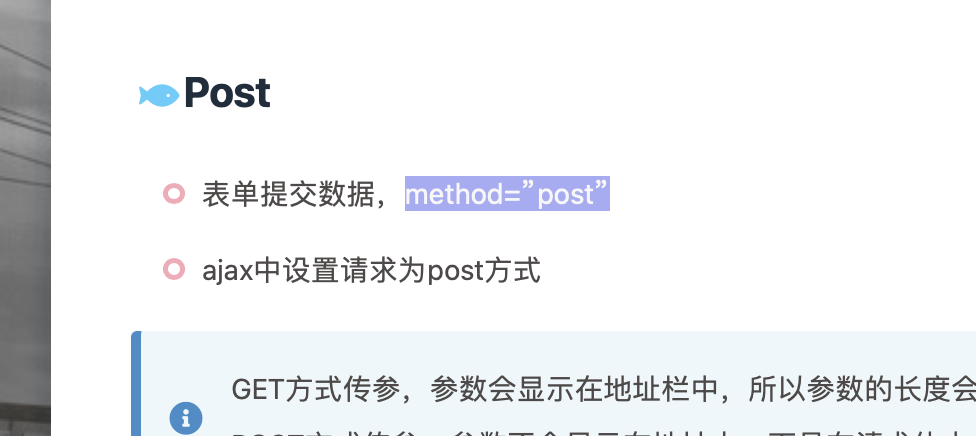 Post
表单提交数据，method=”post”
ajax中设置请求为post方式
GET方式传参，参数会显示在地址栏中，所以参数的长度会